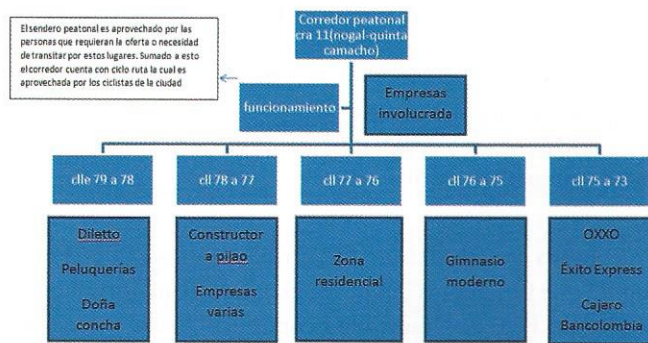 Corredor peatonal
cra 11(nogal-quinta
camacho)
El sendero peatonal es aprovechado por las
personas que requieran la oferta o necesidad
de transitar por estos lugares. Sumado a esto
el corredor cuenta con ciclo ruta la cual es
aprovechada por los ciclistas de la ciudad
funcionamiento
Empresas
involucrada
clle 79 a 78
cll 78 a 77
cll 77 a 76
cll 76 a 75
cll 75 a 73
Diletto
Peluquerías
Doña
concha
Constructor
a pijao
Empresas
varias
Zona
residencial
Gimnasio
moderno
OXXO
Éxito Express
Cajero
Bancolombia